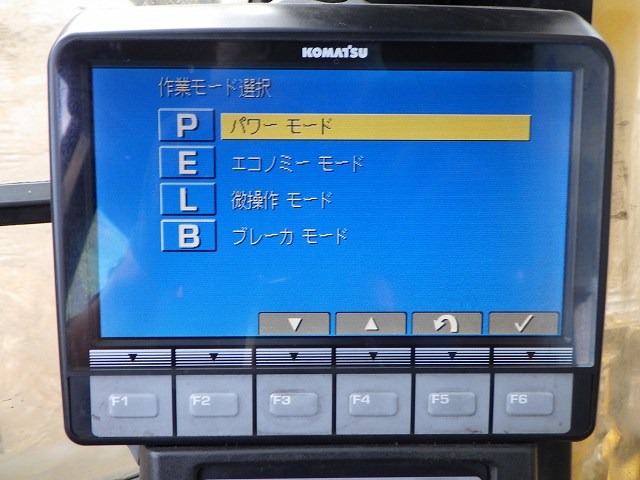 KOMATSU
作業モード選択
P パワー モード
E エコノミー モード
L 微操作 モード
B ブレーカ モード
F1 F2 F3 F4 F5 F6